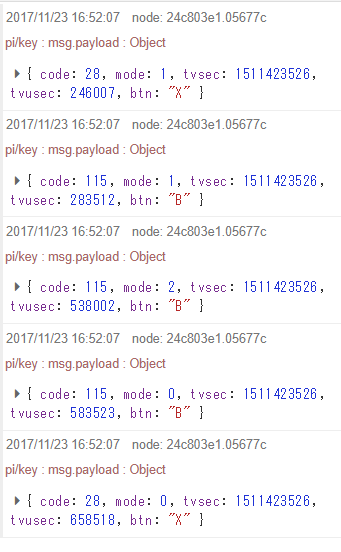 2017/11/23 16:52:07 node: 24c803e1.05677c
pi/key : msg.payload : Object
{ code: 28, mode: 1, tvsec: 1511423526,
tvusec: 246007, btn: "X" }
2017/11/23 16:52:07 node: 24c803e1.05677c
pi/key : msg.payload : Object
{ code: 115, mode: 1, tvsec: 1511423526,
tvusec: 283512, btn: "B" }
2017/11/23 16:52:07 node: 24c803e1.05677c
pi/key : msg.payload : Object
{ code: 115, mode: 2, tvsec: 1511423526,
tvusec: 538002, btn: "B" }
2017/11/23 16:52:07 node: 24c803e1.05677c
pi/key : msg.payload : Object
{ code: 115, mode: 0, tvsec: 1511423526,
tvusec: 583523, btn: "B" }
2017/11/23 16:52:07 node: 24c803e1.05677c
pi/key : msg.payload : Object
{ code: 28, mode: 0, tvsec: 1511423526,
tvusec: 658518, btn: "X" }